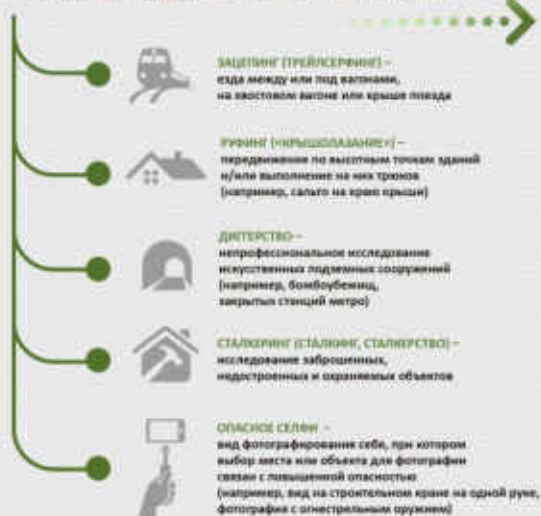 ЗАЦЕПИНГ (ТРЕЙНСЕРФИНГ) –
езда между или под вагонами,
на хвостовом вагоне или крыше поезда
РУФИНГ («КРЫШОЛАЗАНИЕ») –
передвижение по высотным точкам зданий
и/или выполнение на них трюков
(например, сальто на краю крыши)
ДИГГЕРСТВО –
непрофессиональное исследование
искусственных подземных сооружений
(например, бомбоубежищ,
закрытых станций метро)
СТАЛКЕРИНГ (СТАЛКИНГ, СТАЛКЕРСТВО) –
исследование заброшенных,
недостроенных и охраняемых объектов
ОПАСНОЕ СЕЛФИ –
вид фотографирования себя, при котором
выбор места или объекта для фотографии
связан с повышенной опасностью
(например, вид на строительном кране на одной руке,
фотография с огнестрельным оружием)